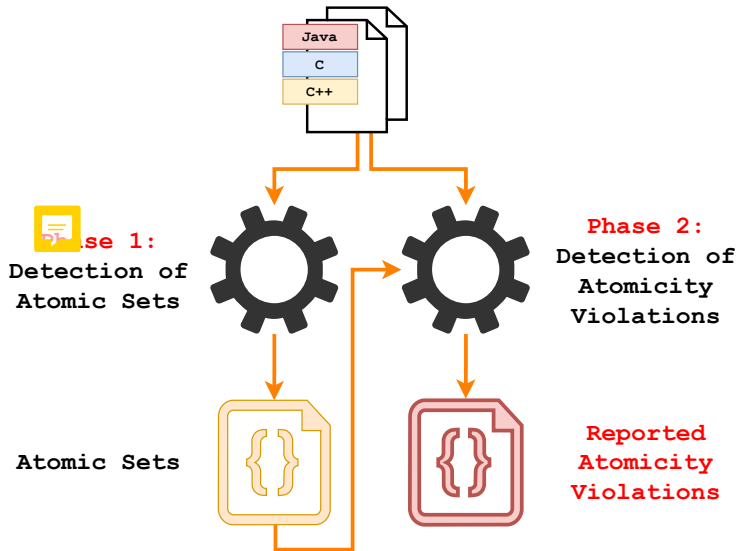 Java
C
C++
Phase 1:
Detection of
Atomic Sets
Phase 2:
Detection of
Atomicity
Violations
Atomic Sets
{}
{}
Reported
Atomicity
Violations